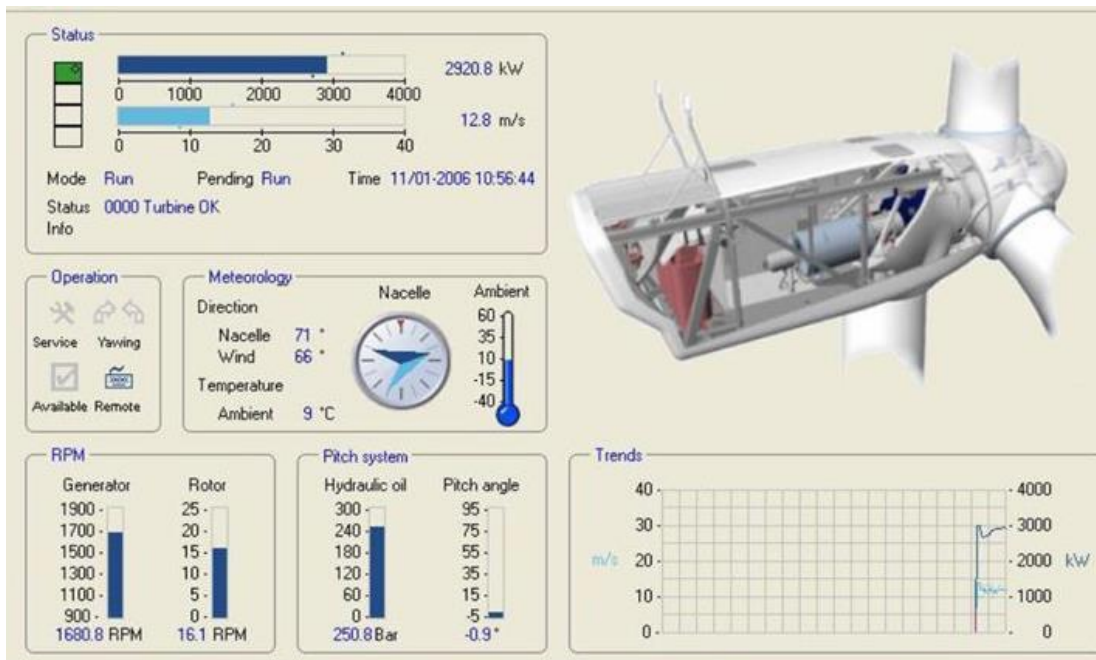 Status
2920.8 kW
0 1000 2000 3000 4000
12.8 m/s
0 10 20 30 40
Mode Run Pending Run Time 11/01-2006 10:56:44
Status 0000 Turbine OK
Info
Operation
Service Yawing
Available Remote
Meteorology
Direction
Nacelle 71 °
Wind 66 °
Temperature
Ambient 9 °C
Nacelle
Ambient
60
35
10
-15
-40
RPM
Generator
1900
1700
1500
1300
1100
900
1680.8 RPM
Rotor
25
20
15
10
5
0
16.1 RPM
Pitch system
Hydraulic oil
300
240
180
120
60
0
250.8 Bar
Pitch angle
95
75
55
35
15
-5
-0.9 °
Trends
40
30
20
10
0
m/s
4000
3000
2000
1000
0
kW